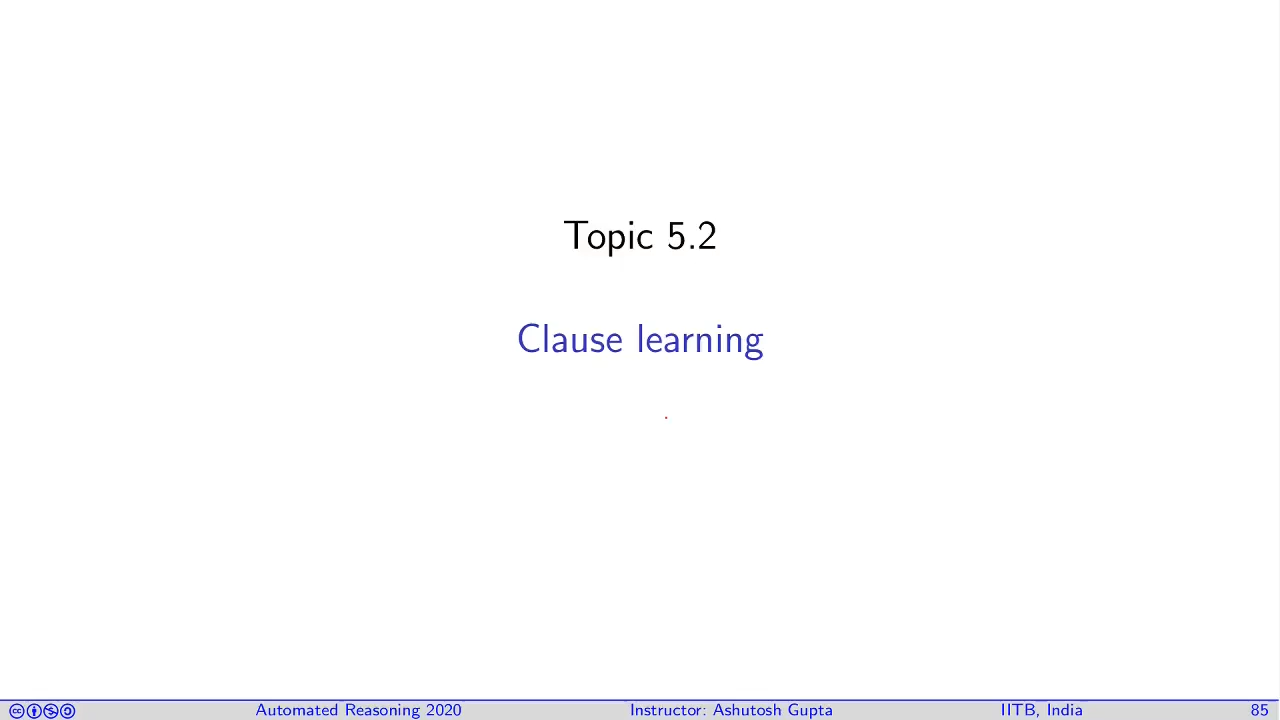 Topic 5.2
Clause learning
Automated Reasoning 2020 Instructor: Ashutosh Gupta IITB, India 85